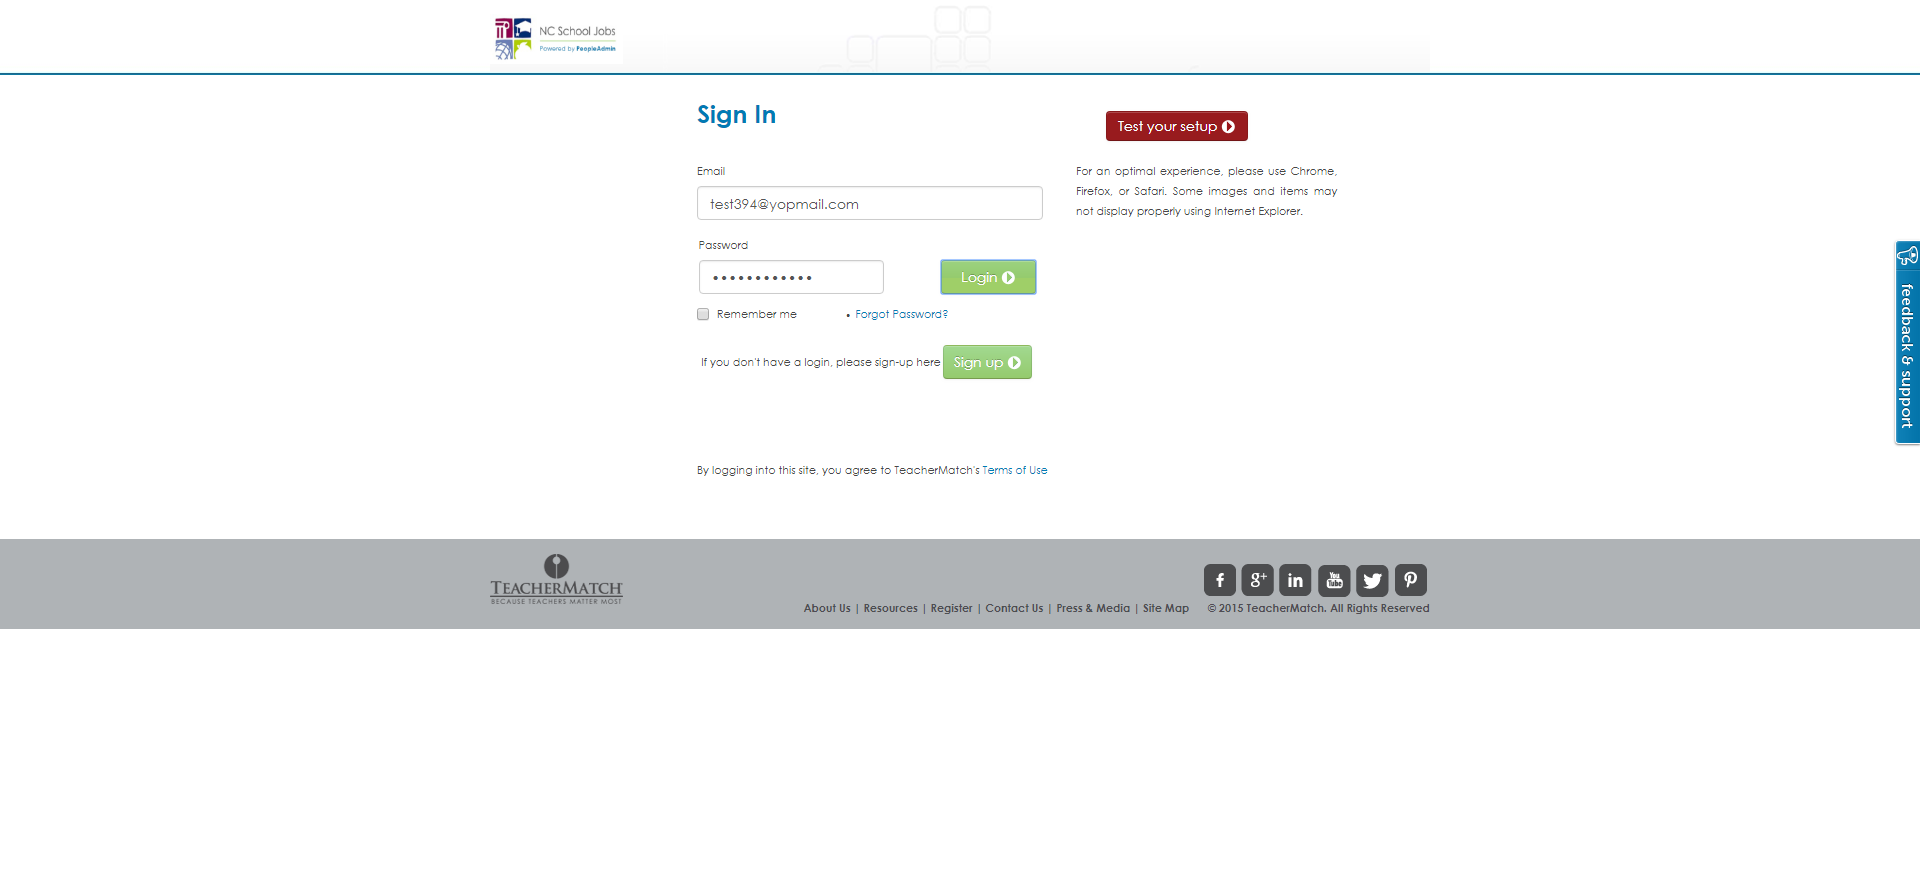 NC School Jobs
Powered by PeopleAdmin
Sign In
Test your setup
Email
test394@yopmail.com
For an optimal experience, please use Chrome,
Firefox, or Safari. Some images and items may
not display properly using Internet Explorer.
Password
••••••••••••
Login
Remember me
• Forgot Password?
If you don't have a login, please sign-up here
Sign up
feedback & support
By logging into this site, you agree to TeacherMatch's Terms of Use
TEACHERMATCH
BECAUSE TEACHERS MATTER MOST
f
g+
in
You Tube
About Us | Resources | Register | Contact Us | Press & Media | Site Map
© 2015 TeacherMatch. All Rights Reserved